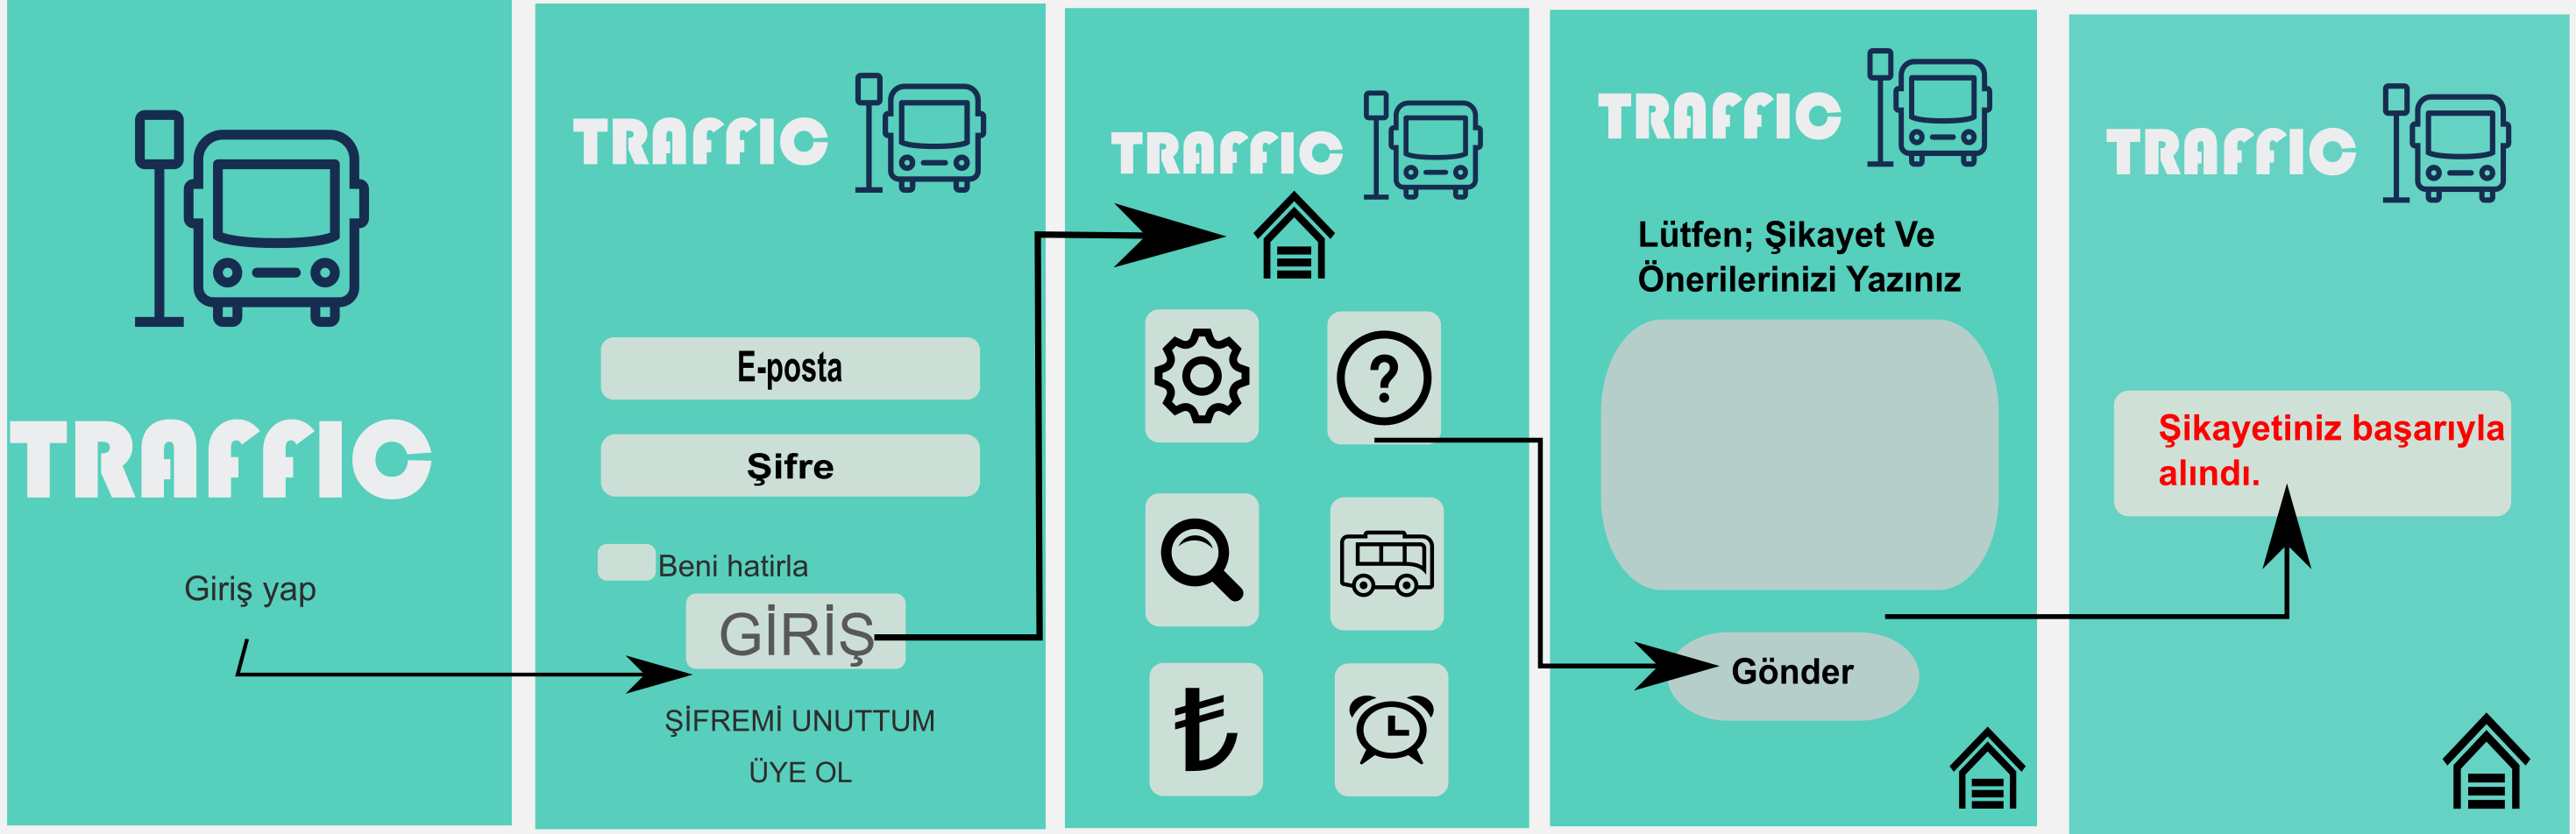 TRAFFIC
Giriş yap
TRAFFIC
E-posta
Şifre
Beni hatirla
GİRİŞ
ŞİFREMİ UNUTTUM
ÜYE OL
TRAFFIC
?
₺
TRAFFIC
Lütfen; Şikayet Ve
Önerilerinizi Yazınız
Gönder
TRAFFIC
Şikayetiniz başarıyla
alındı.